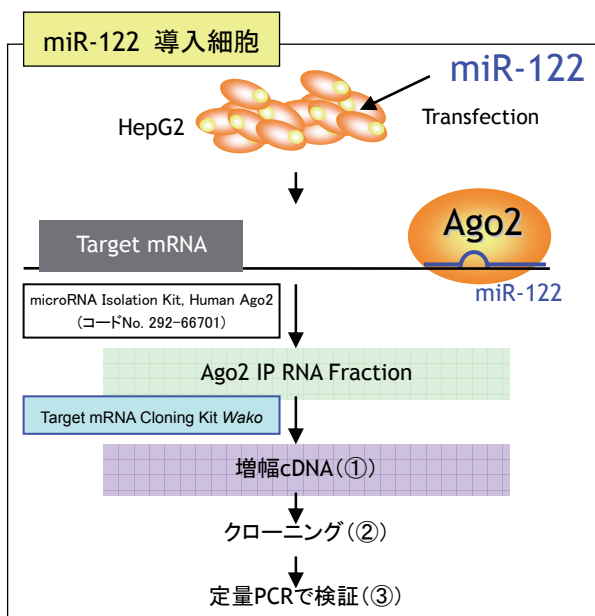 miR-122 導入細胞
miR-122
HepG2
Transfection
Target mRNA
Ago2
miR-122
microRNA Isolation Kit, Human Ago2
(コードNo. 292-66701)
Ago2 IP RNA Fraction
Target mRNA Cloning Kit Wako
増幅cDNA(①)
クローニング(②)
定量PCRで検証(③)